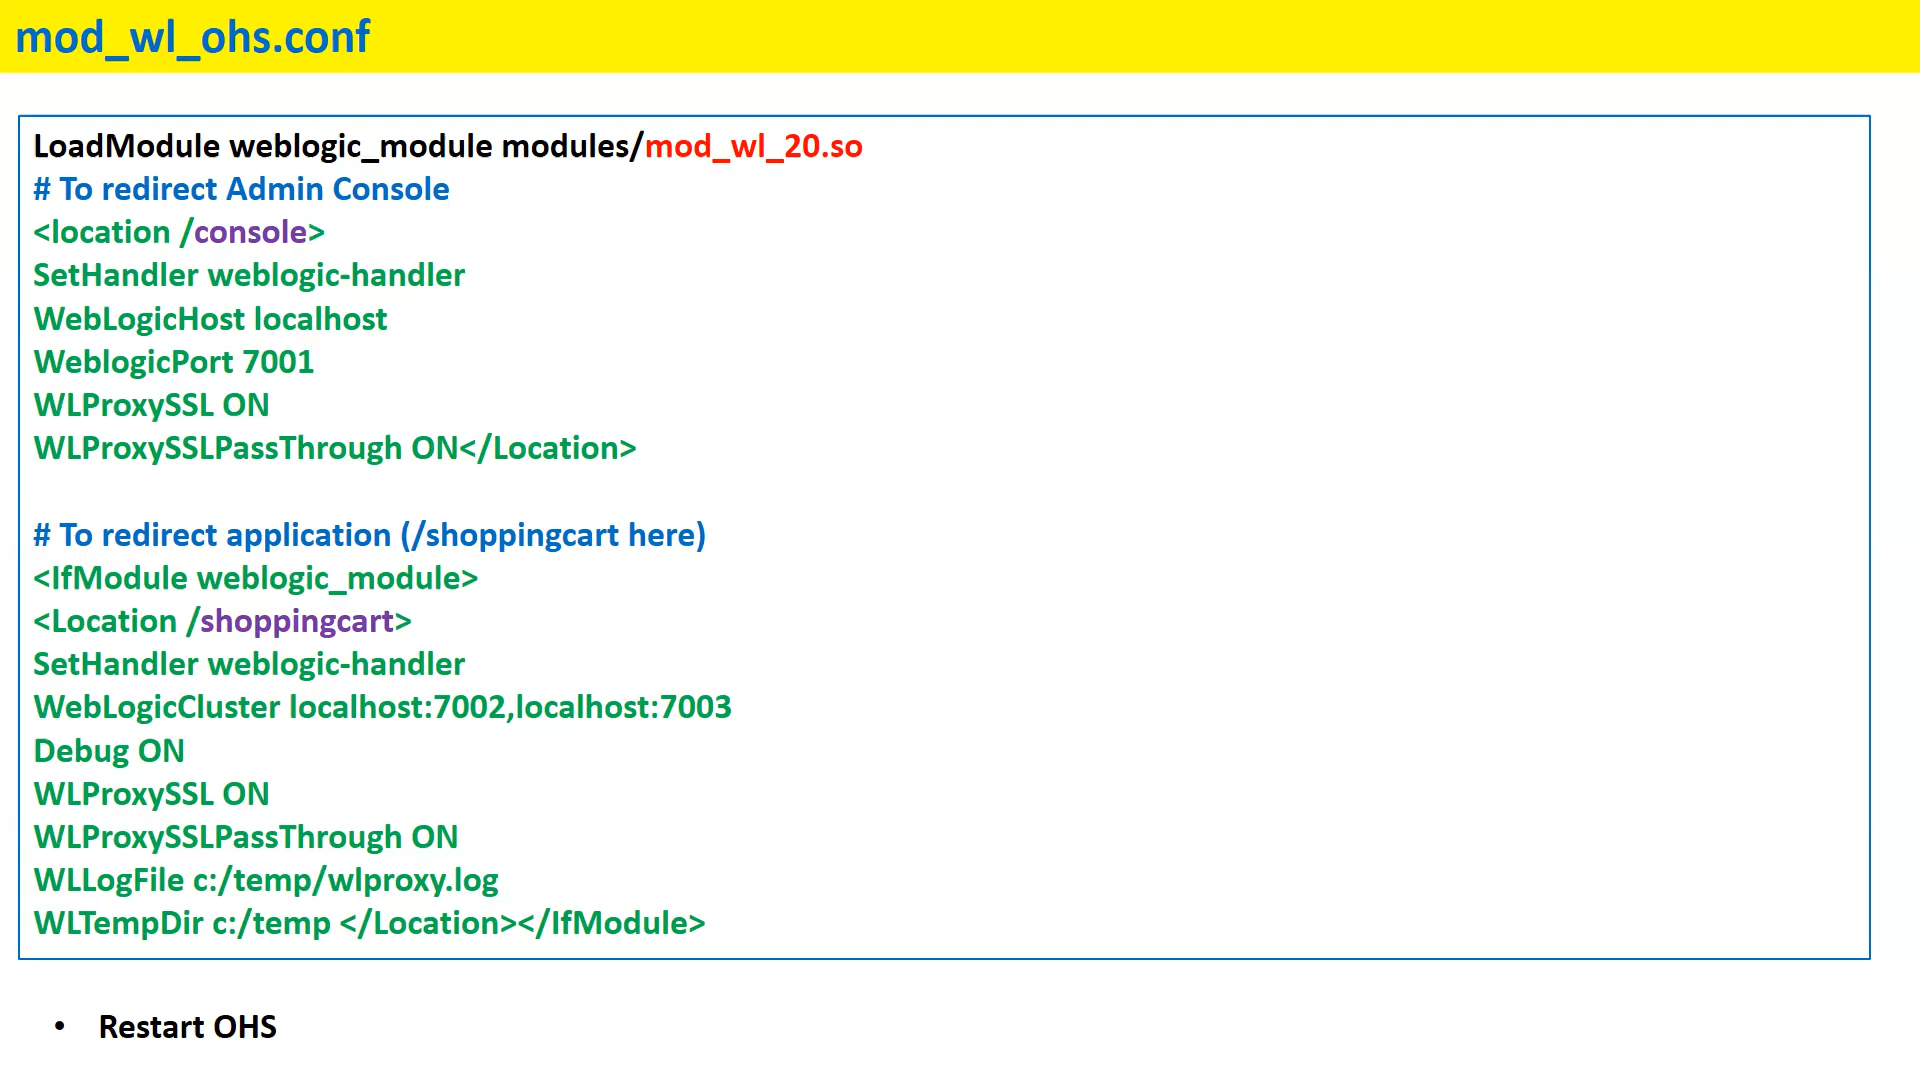 mod_wl_ohs.conf
LoadModule weblogic_module modules/mod_wl_20.so
# To redirect Admin Console
<location /console>
SetHandler weblogic-handler
WebLogicHost localhost
WeblogicPort 7001
WLProxySSL ON
WLProxySSLPassThrough ON</Location>
# To redirect application (/shoppingcart here)
<IfModule weblogic_module>
<Location /shoppingcart>
SetHandler weblogic-handler
WebLogicCluster localhost:7002,localhost:7003
Debug ON
WLProxySSL ON
WLProxySSLPassThrough ON
WLLogFile c:/temp/wlproxy.log
WLTempDir c:/temp </Location></IfModule>
• Restart OHS